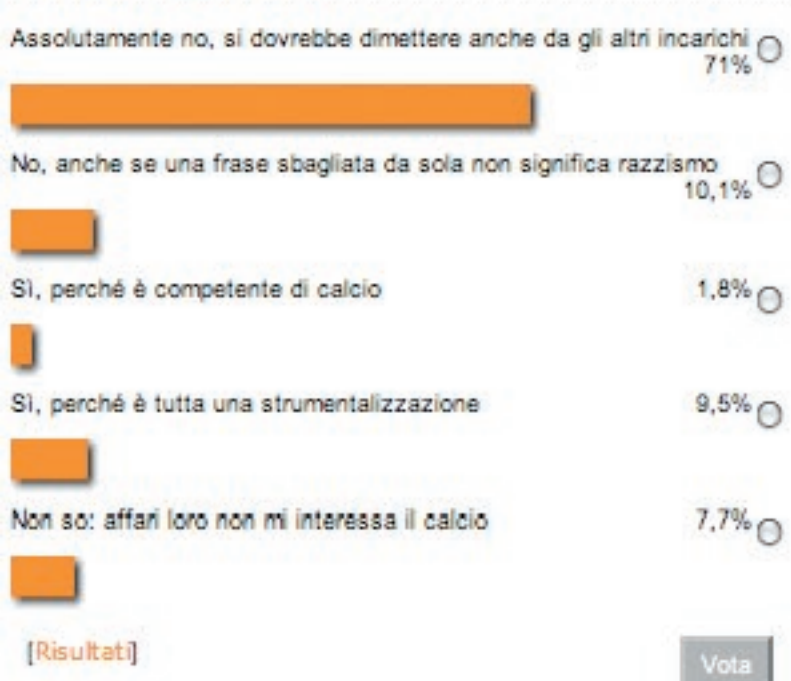 Assolutamente no, si dovrebbe dimettere anche da gli altri incarichi
71%
No, anche se una frase sbagliata da sola non significa razzismo
10,1%
Sì, perché è competente di calcio 1,8%
Sì, perché è tutta una strumentalizzazione 9,5%
Non so: affari loro non mi interessa il calcio 7,7%
[Risultati] Vota